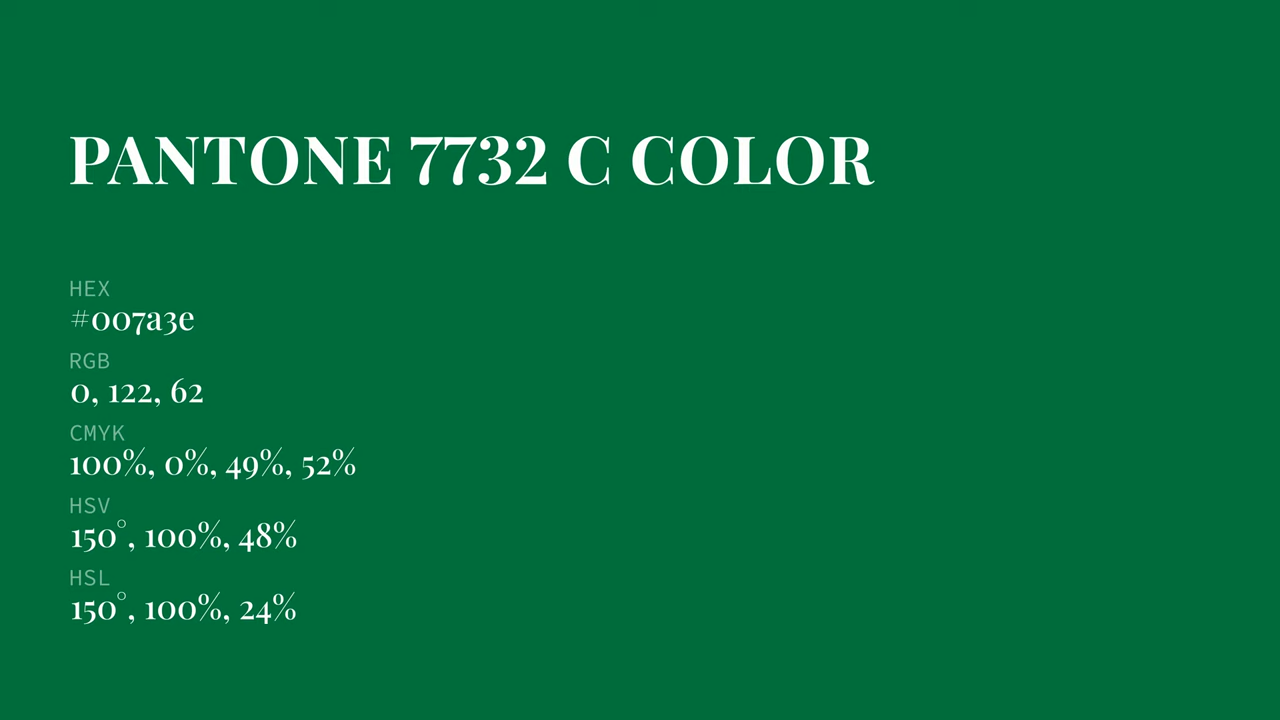 PANTONE 7732 C COLOR
HEX
#007a3e
RGB
0, 122, 62
CMYK
100%, 0%, 49%, 52%
HSV
150°, 100%, 48%
HSL
150°, 100%, 24%